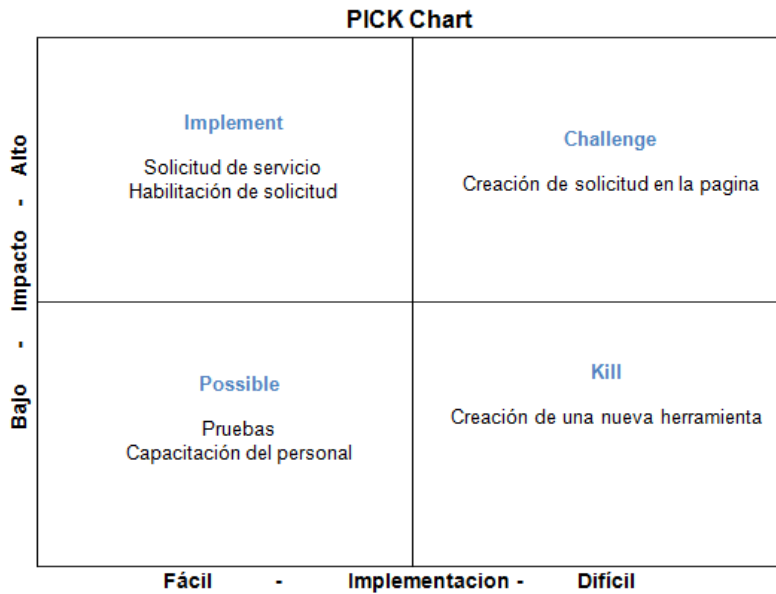 PICK Chart
Implement
Solicitud de servicio
Habilitación de solicitud
Challenge
Creación de solicitud en la pagina
Possible
Pruebas
Capacitación del personal
Kill
Creación de una nueva herramienta
Bajo - Impacto - Alto
Fácil - Implementacion - Difícil